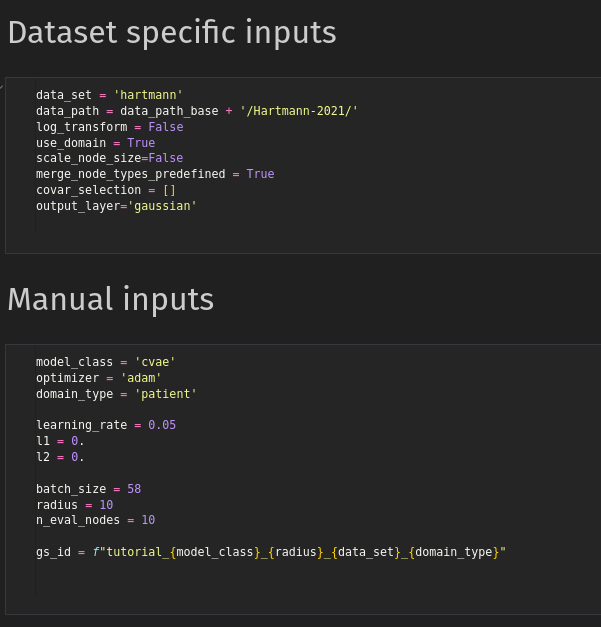 Dataset specific inputs
data_set = 'hartmann'
data_path = data_path_base + '/Hartmann-2021/'
log_transform = False
use_domain = True
scale_node_size=False
merge_node_types_predefined = True
covar_selection = []
output_layer='gaussian'
Manual inputs
model_class = 'cvae'
optimizer = 'adam'
domain_type = 'patient'
learning_rate = 0.05
l1 = 0.
l2 = 0.
batch_size = 58
radius = 10
n_eval_nodes = 10
gs_id = f"tutorial_{model_class}_{radius}_{data_set}_{domain_type}"